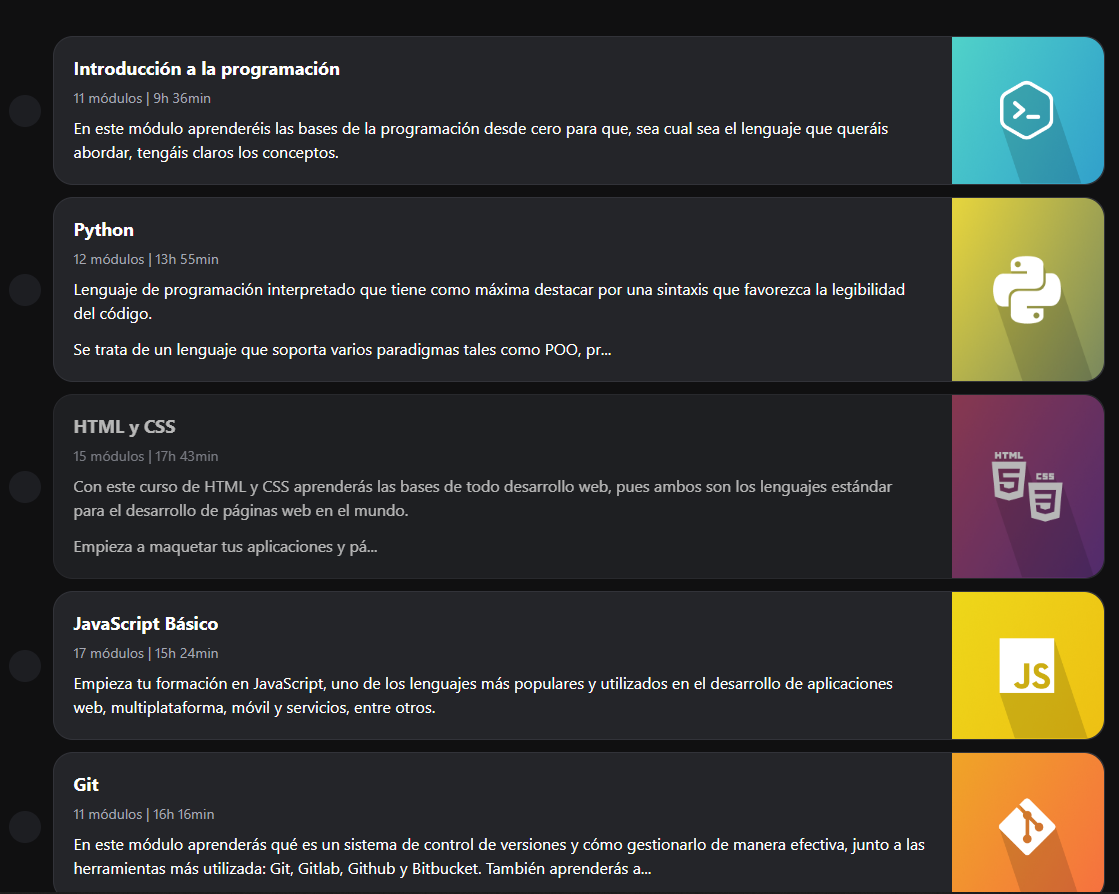 Introducción a la programación
11 módulos | 9h 36min
En este módulo aprenderéis las bases de la programación desde cero para que, sea cual sea el lenguaje que queráis
abordar, tengáis claros los conceptos.
Python
12 módulos | 13h 55min
Lenguaje de programación interpretado que tiene como máxima destacar por una sintaxis que favorezca la legibilidad
del código.
Se trata de un lenguaje que soporta varios paradigmas tales como POO, pr...
HTML y CSS
15 módulos | 17h 43min
Con este curso de HTML y CSS aprenderás las bases de todo desarrollo web, pues ambos son los lenguajes estándar
para el desarrollo de páginas web en el mundo.
Empieza a maquetar tus aplicaciones y pá...
HTML
CSS
JavaScript Básico
17 módulos | 15h 24min
Empieza tu formación en JavaScript, uno de los lenguajes más populares y utilizados en el desarrollo de aplicaciones
web, multiplataforma, móvil y servicios, entre otros.
JS
Git
11 módulos | 16h 16min
En este módulo aprenderás qué es un sistema de control de versiones y cómo gestionarlo de manera efectiva, junto a las
herramientas más utilizada: Git, Gitlab, Github y Bitbucket. También aprenderás a...